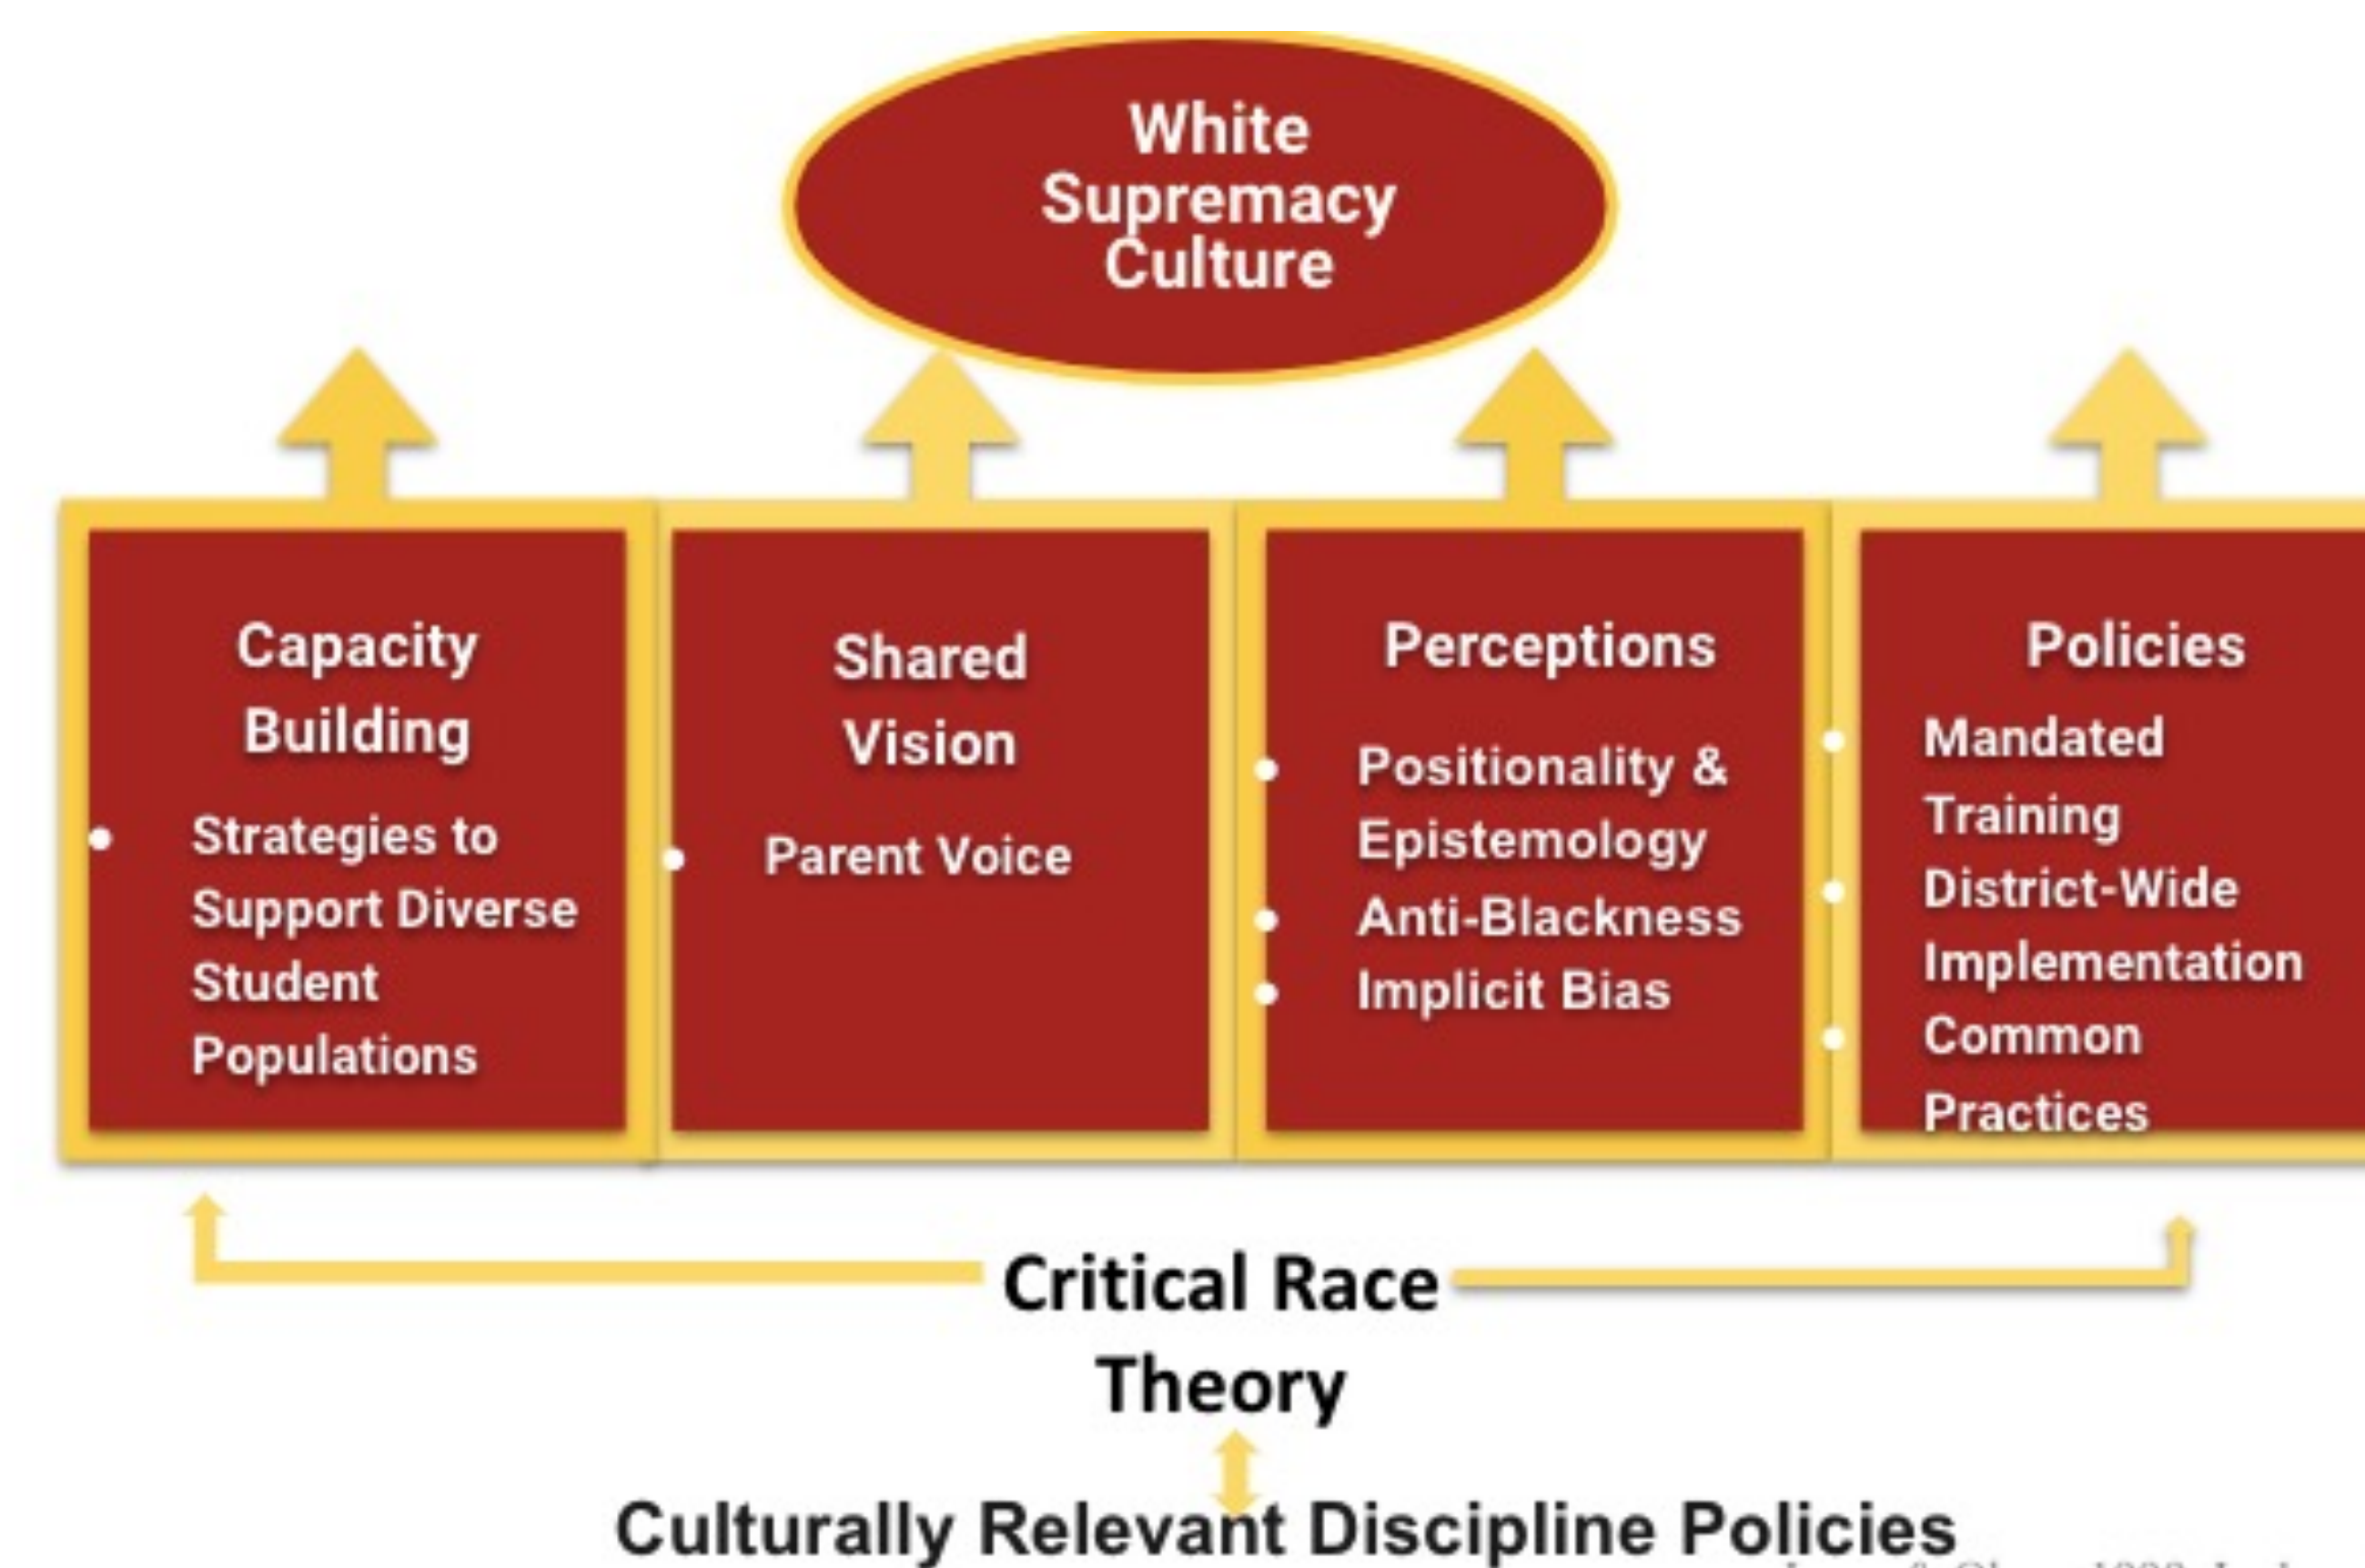 White
Supremacy
Culture
Capacity
Building
Strategies to
Support Diverse
Student
Populations
Shared
Vision
Parent Voice
Perceptions
Positionality &
Epistemology
Anti-Blackness
Implicit Bias
Policies
Mandated
Training
District-Wide
Implementation
Common
Practices
Critical Race
Theory
Culturally Relevant Discipline Policies